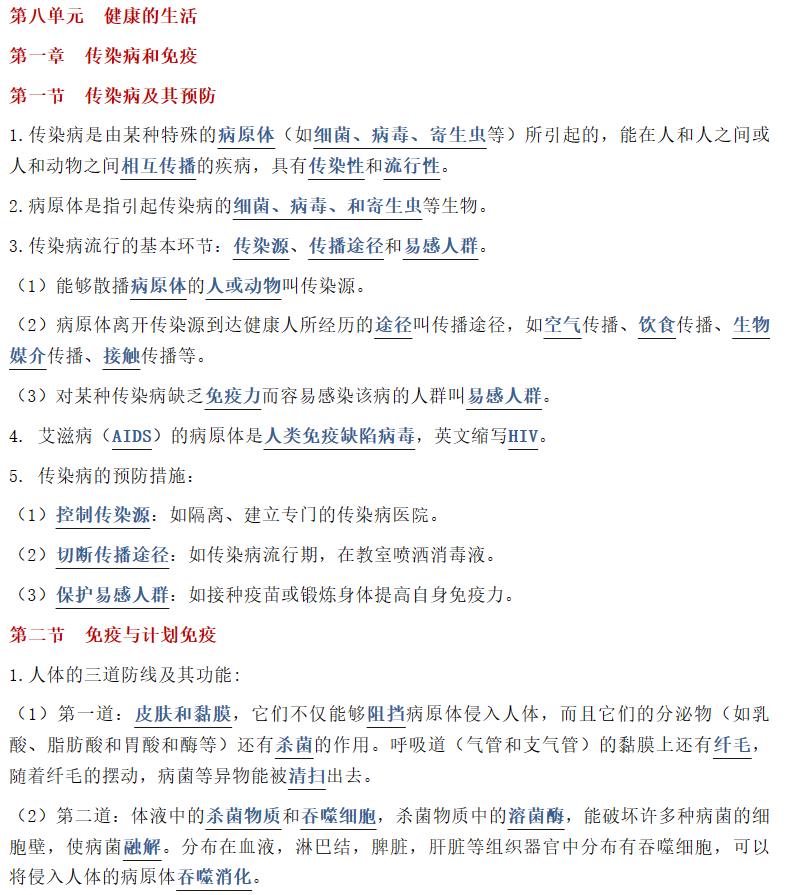 第八单元　健康的生活
第一章　传染病和免疫
第一节　传染病及其预防
1.传染病是由某种特殊的病原体（如细菌、病毒、寄生虫等）所引起的，能在人和人之间或
人和动物之间相互传播的疾病，具有传染性和流行性。
2.病原体是指引起传染病的细菌、病毒、和寄生虫等生物。
3.传染病流行的基本环节：传染源、传播途径和易感人群。
（1）能够散播病原体的人或动物叫传染源。
（2）病原体离开传染源到达健康人所经历的途径叫传播途径，如空气传播、饮食传播、生物
媒介传播、接触传播等。
（3）对某种传染病缺乏免疫力而容易感染该病的人群叫易感人群。
4. 艾滋病（AIDS）的病原体是人类免疫缺陷病毒，英文缩写HIV。
5. 传染病的预防措施：
（1）控制传染源：如隔离、建立专门的传染病医院。
（2）切断传播途径：如传染病流行期，在教室喷洒消毒液。
（3）保护易感人群：如接种疫苗或锻炼身体提高自身免疫力。
第二节　免疫与计划免疫
1.人体的三道防线及其功能:
（1）第一道：皮肤和黏膜，它们不仅能够阻挡病原体侵入人体，而且它们的分泌物（如乳
酸、脂肪酸和胃酸和酶等）还有杀菌的作用。呼吸道（气管和支气管）的黏膜上还有纤毛，
随着纤毛的摆动，病菌等异物能被清扫出去。
（2）第二道：体液中的杀菌物质和吞噬细胞，杀菌物质中的溶菌酶，能破坏许多种病菌的细
胞壁，使病菌融解。分布在血液，淋巴结，脾脏，肝脏等组织器官中分布有吞噬细胞，可以
将侵入人体的病原体吞噬消化。